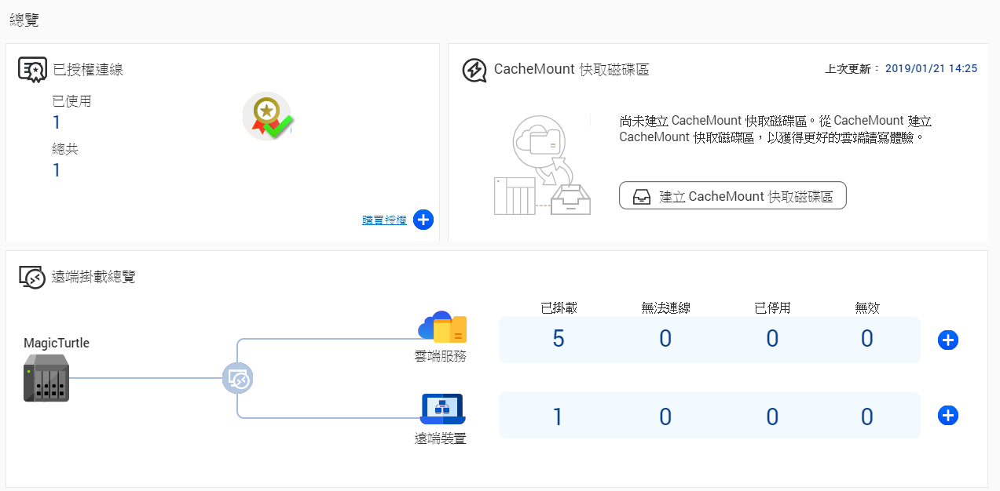 總覽
已授權連線
已使用
1
總共
1
購買授權
CacheMount 快取磁碟區
上次更新： 2019/01/21 14:25
尚未建立 CacheMount 快取磁碟區。從 CacheMount 建立
CacheMount 快取磁碟區，以獲得更好的雲端讀寫體驗。
建立 CacheMount 快取磁碟區
遠端掛載總覽
已掛載 無法連線 已停用 無效
MagicTurtle
雲端服務
5 0 0 0
遠端裝置
1 0 0 0